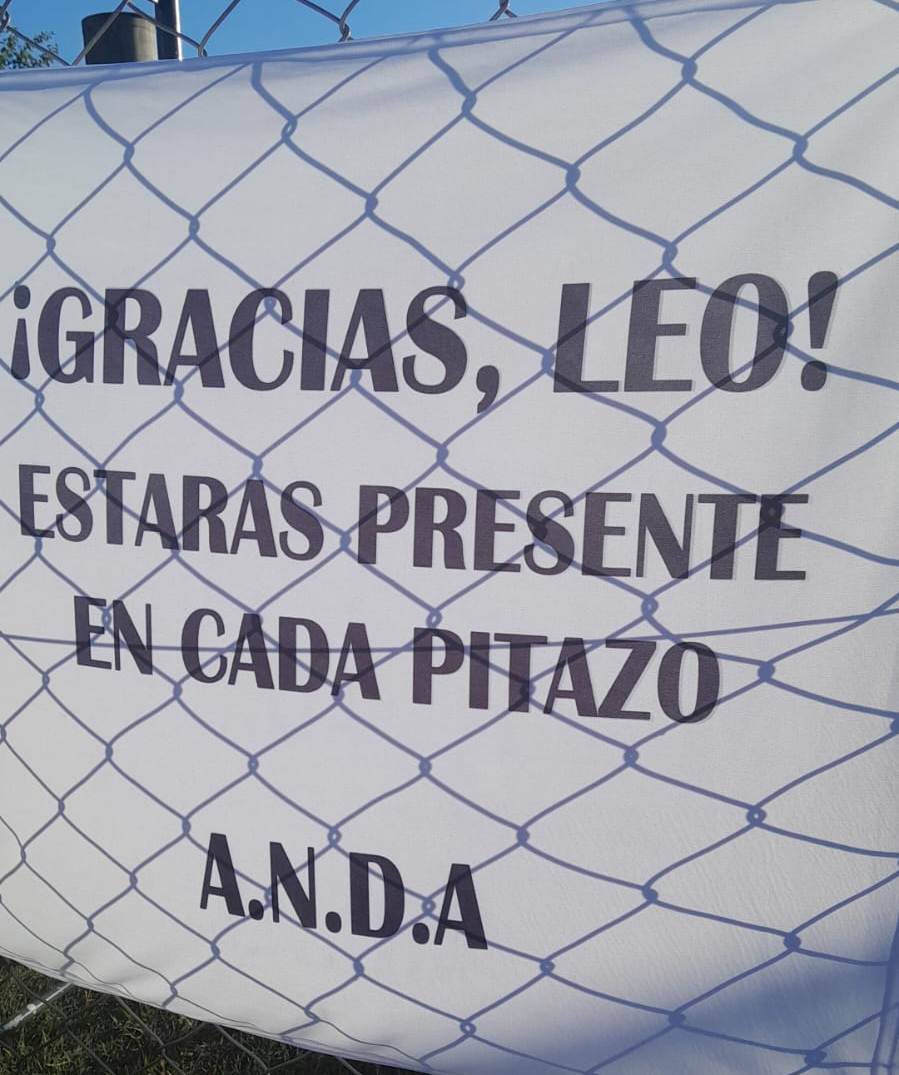 ¡GRACIAS, LEO!
ESTARAS PRESENTE
EN CADA PITAZO
A.N.D.A